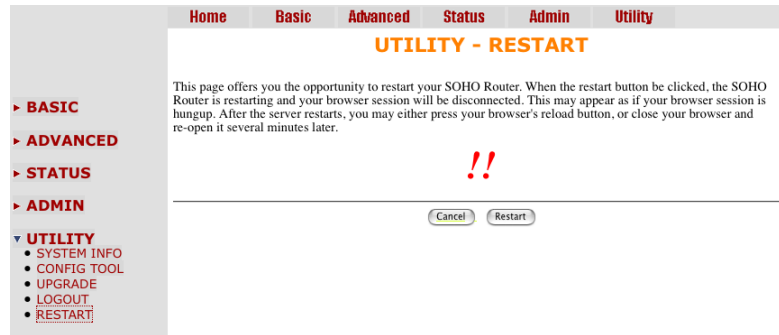 Home Basic Advanced Status Admin Utility
UTILITY - RESTART
This page offers you the opportunity to restart your SOHO Router. When the restart button be clicked, the SOHO
Router is restarting and your browser session will be disconnected. This may appear as if your browser session is
hungup. After the server restarts, you may either press your browser's reload button, or close your browser and
re-open it several minutes later.
!!
Cancel Restart
BASIC
ADVANCED
STATUS
ADMIN
UTILITY
SYSTEM INFO
CONFIG TOOL
UPGRADE
LOGOUT
RESTART